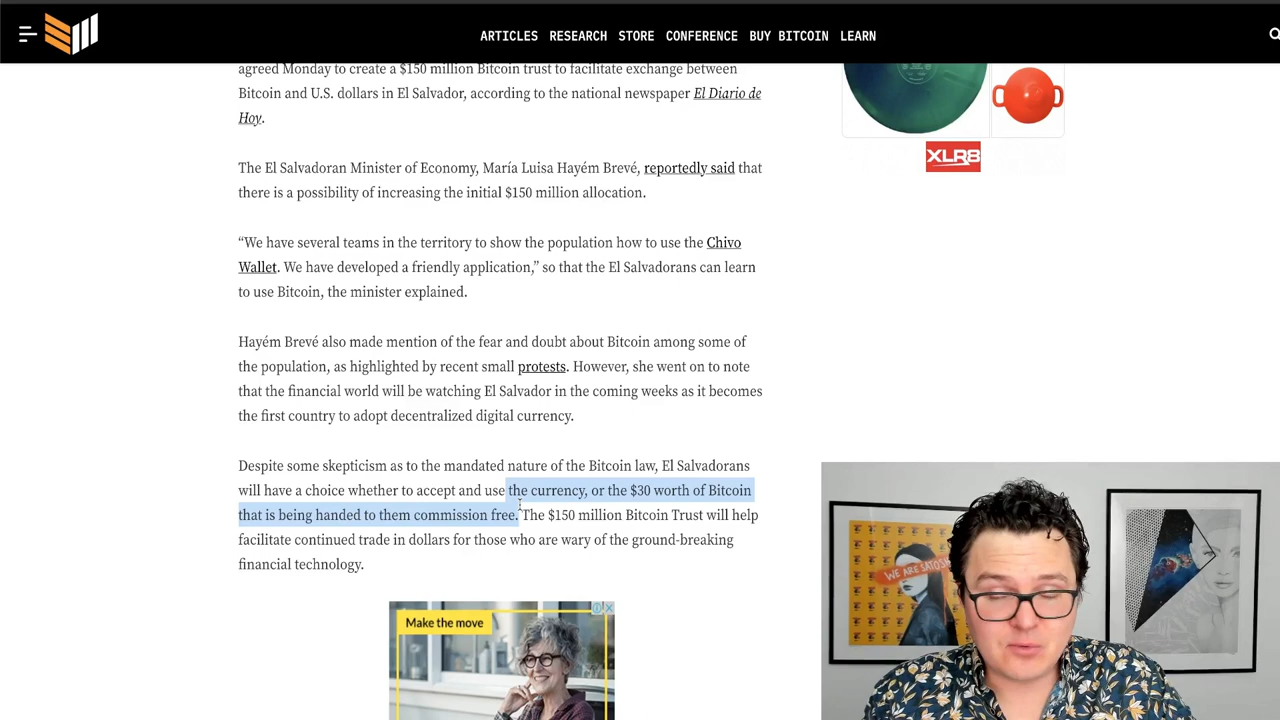 ARTICLES RESEARCH STORE CONFERENCE BUY BITCOIN LEARN
agreed Monday to create a $150 million Bitcoin trust to facilitate exchange between
Bitcoin and U.S. dollars in El Salvador, according to the national newspaper El Diario de
Hoy.
XLR8
The El Salvadoran Minister of Economy, María Luisa Hayém Brevé, reportedly said that
there is a possibility of increasing the initial $150 million allocation.
“We have several teams in the territory to show the population how to use the Chivo
Wallet. We have developed a friendly application,” so that the El Salvadorans can learn
to use Bitcoin, the minister explained.
Hayém Brevé also made mention of the fear and doubt about Bitcoin among some of
the population, as highlighted by recent small protests. However, she went on to note
that the financial world will be watching El Salvador in the coming weeks as it becomes
the first country to adopt decentralized digital currency.
Despite some skepticism as to the mandated nature of the Bitcoin law, El Salvadorans
will have a choice whether to accept and use the currency, or the $30 worth of Bitcoin
that is being handed to them commission free. The $150 million Bitcoin Trust will help
facilitate continued trade in dollars for those who are wary of the ground-breaking
financial technology.
Make the move
WE ARE SATOSHI